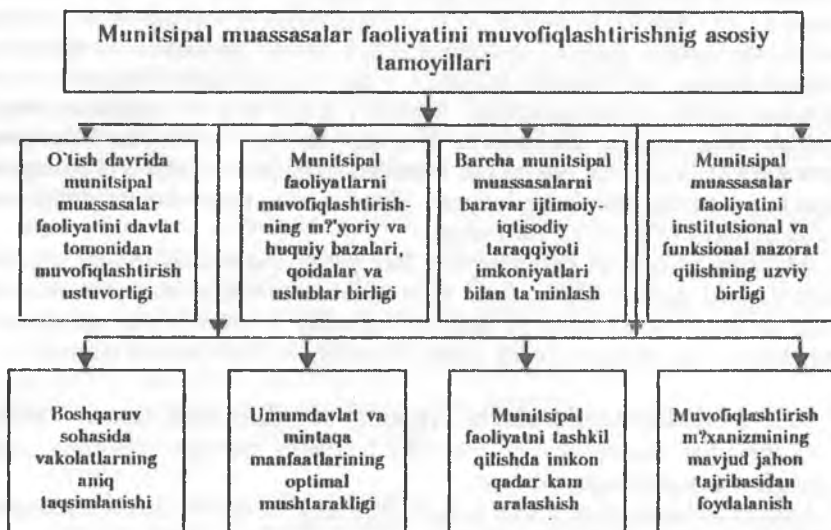 Munitsipal muassasalar faoliyatini muvofiqlashtirishnig asosiy
tamoyillari
O`tish davrida
munitsipal
muassasalar
faoliyatini davlat
tomonidan
muvofiqlashtirish
ustuvorligi
Munitsipal
faoliyatlarni
muvofiqlashtirish-
ning m?'yoriy va
huquiy bazalari,
qoidalar va
uslublar birligi
Barcha munitsipal
muassasalarni
baravar ijtimoiy-
iqtisodiy
taraqqiyoti
imkoniyatlari
bilan ta'minlash
Munitsipal
muassasalar
faoliyatini
institutsional va
funksional nazorat
qilishning uzviy
birligi
Boshqaruv
sohasida
vakolatlarning
aniq
taqsimlanishi
Umumdavlat va
mintaqa
manfaatlarining
optimal
mushtarakligi
Munitsipal
faoliyatni tashkil
qilishda imkon
qadar kam
aralashish
Muvofiqlashtirish
m?xanizmining
mavjud jahon
tajribasidan
foydalanish